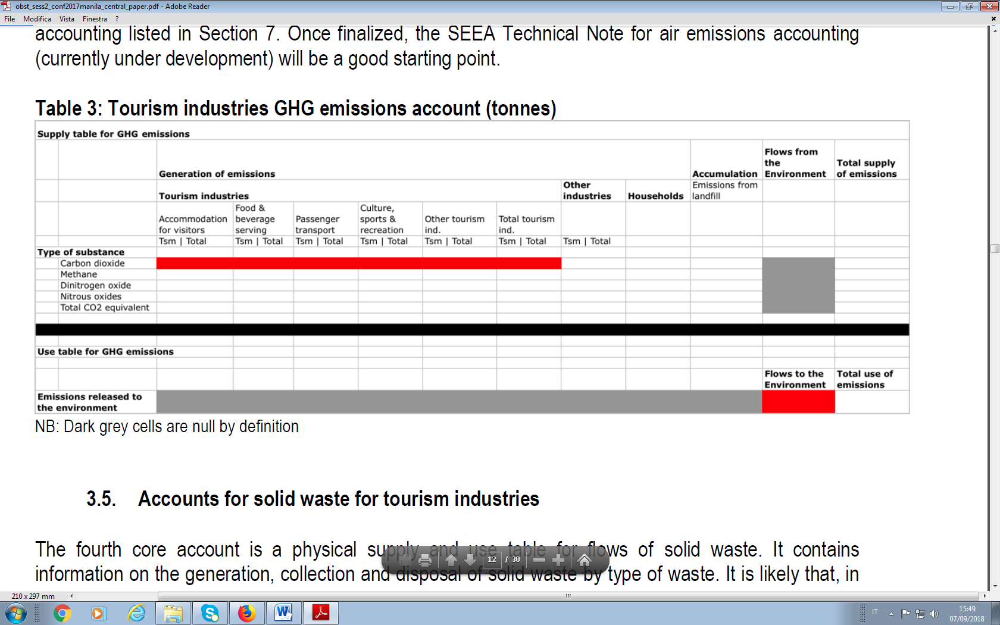 obst_sess2_conf2017manila_central_paper.pdf - Adobe Reader
File Modifica Vista Finestra ?
accounting listed in Section 7. Once finalized, the SEEA Technical Note for air emissions accounting
(currently under development) will be a good starting point.
Table 3: Tourism industries GHG emissions account (tonnes)
Supply table for GHG emissions
Generation of emissions Accumulation Flows from the Environment Total supply of emissions
Tourism industries Other industries Households Emissions from landfill
Accommodation for visitors Food & beverage serving Passenger transport Culture, sports & recreation Other tourism ind. Total tourism ind.
Tsm | Total Tsm | Total Tsm | Total Tsm | Total Tsm | Total Tsm | Total Tsm | Total
Type of substance
Carbon dioxide
Methane
Dinitrogen oxide
Nitrous oxides
Total CO2 equivalent
Use table for GHG emissions
Flows to the Environment Total use of emissions
Emissions released to
the environment
NB: Dark grey cells are null by definition
3.5. Accounts for solid waste for tourism industries
The fourth core account is a physical supply and use table for flows of solid waste. It contains
12 / 30
information on the generation, collection and disposal of solid waste by type of waste. It is likely that, in
210 x 297 mm
IT
15:49
07/09/2018